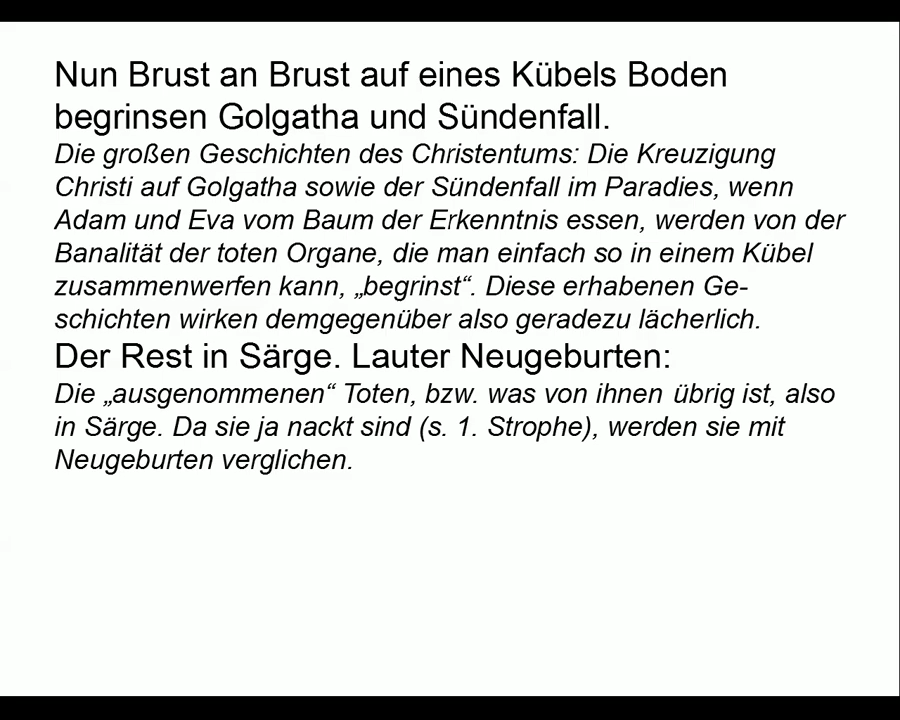 Nun Brust an Brust auf eines Kübels Boden
begrinsen Golgatha und Sündenfall.
Die großen Geschichten des Christentums: Die Kreuzigung
Christi auf Golgatha sowie der Sündenfall im Paradies, wenn
Adam und Eva vom Baum der Erkenntnis essen, werden von der
Banalität der toten Organe, die man einfach so in einem Kübel
zusammenwerfen kann, „begrinst“. Diese erhabenen Ge-
schichten wirken demgegenüber also geradezu lächerlich.
Der Rest in Särge. Lauter Neugeburten:
Die „ausgenommenen“ Toten, bzw. was von ihnen übrig ist, also
in Särge. Da sie ja nackt sind (s. 1. Strophe), werden sie mit
Neugeburten verglichen.